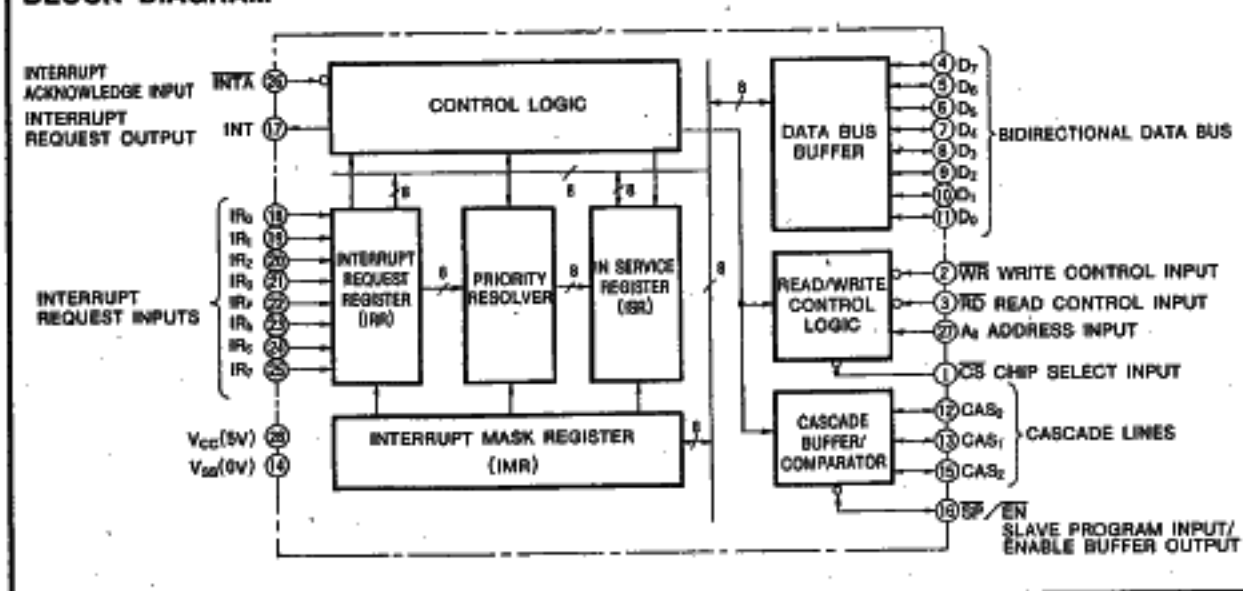 BLOCK DIAGRAM
INTERRUPT
ACKNOWLEDGE INPUT
INTA
26
INTERRUPT
REQUEST OUTPUT
INT
17
CONTROL LOGIC
8
8
8
8
INTERRUPT
REQUEST INPUTS
IR0
18
IR1
19
IR2
20
IR3
21
IR4
22
23
24
IR7
25
INTERRUPT
REQUEST
REGISTER
(IRR)
8
PRIORITY
RESOLVER
8
IN SERVICE
REGISTER
(ISR)
8
VCC(5V)
28
VSS(0V)
14
INTERRUPT MASK REGISTER
(IMR)
8
DATA BUS
BUFFER
4 D7
5 D6
6 D5
7 D4
8 D3
9 D2
10 D1
11 D0
BIDIRECTIONAL DATA BUS
READ/WRITE
CONTROL
LOGIC
2 WR WRITE CONTROL INPUT
3 RD READ CONTROL INPUT
27 A0 ADDRESS INPUT
1 CS CHIP SELECT INPUT
CASCADE
BUFFER/
COMPARATOR
12 CAS0
13 CAS1
15 CAS2
CASCADE LINES
16 SP/EN
SLAVE PROGRAM INPUT/
ENABLE BUFFER OUTPUT